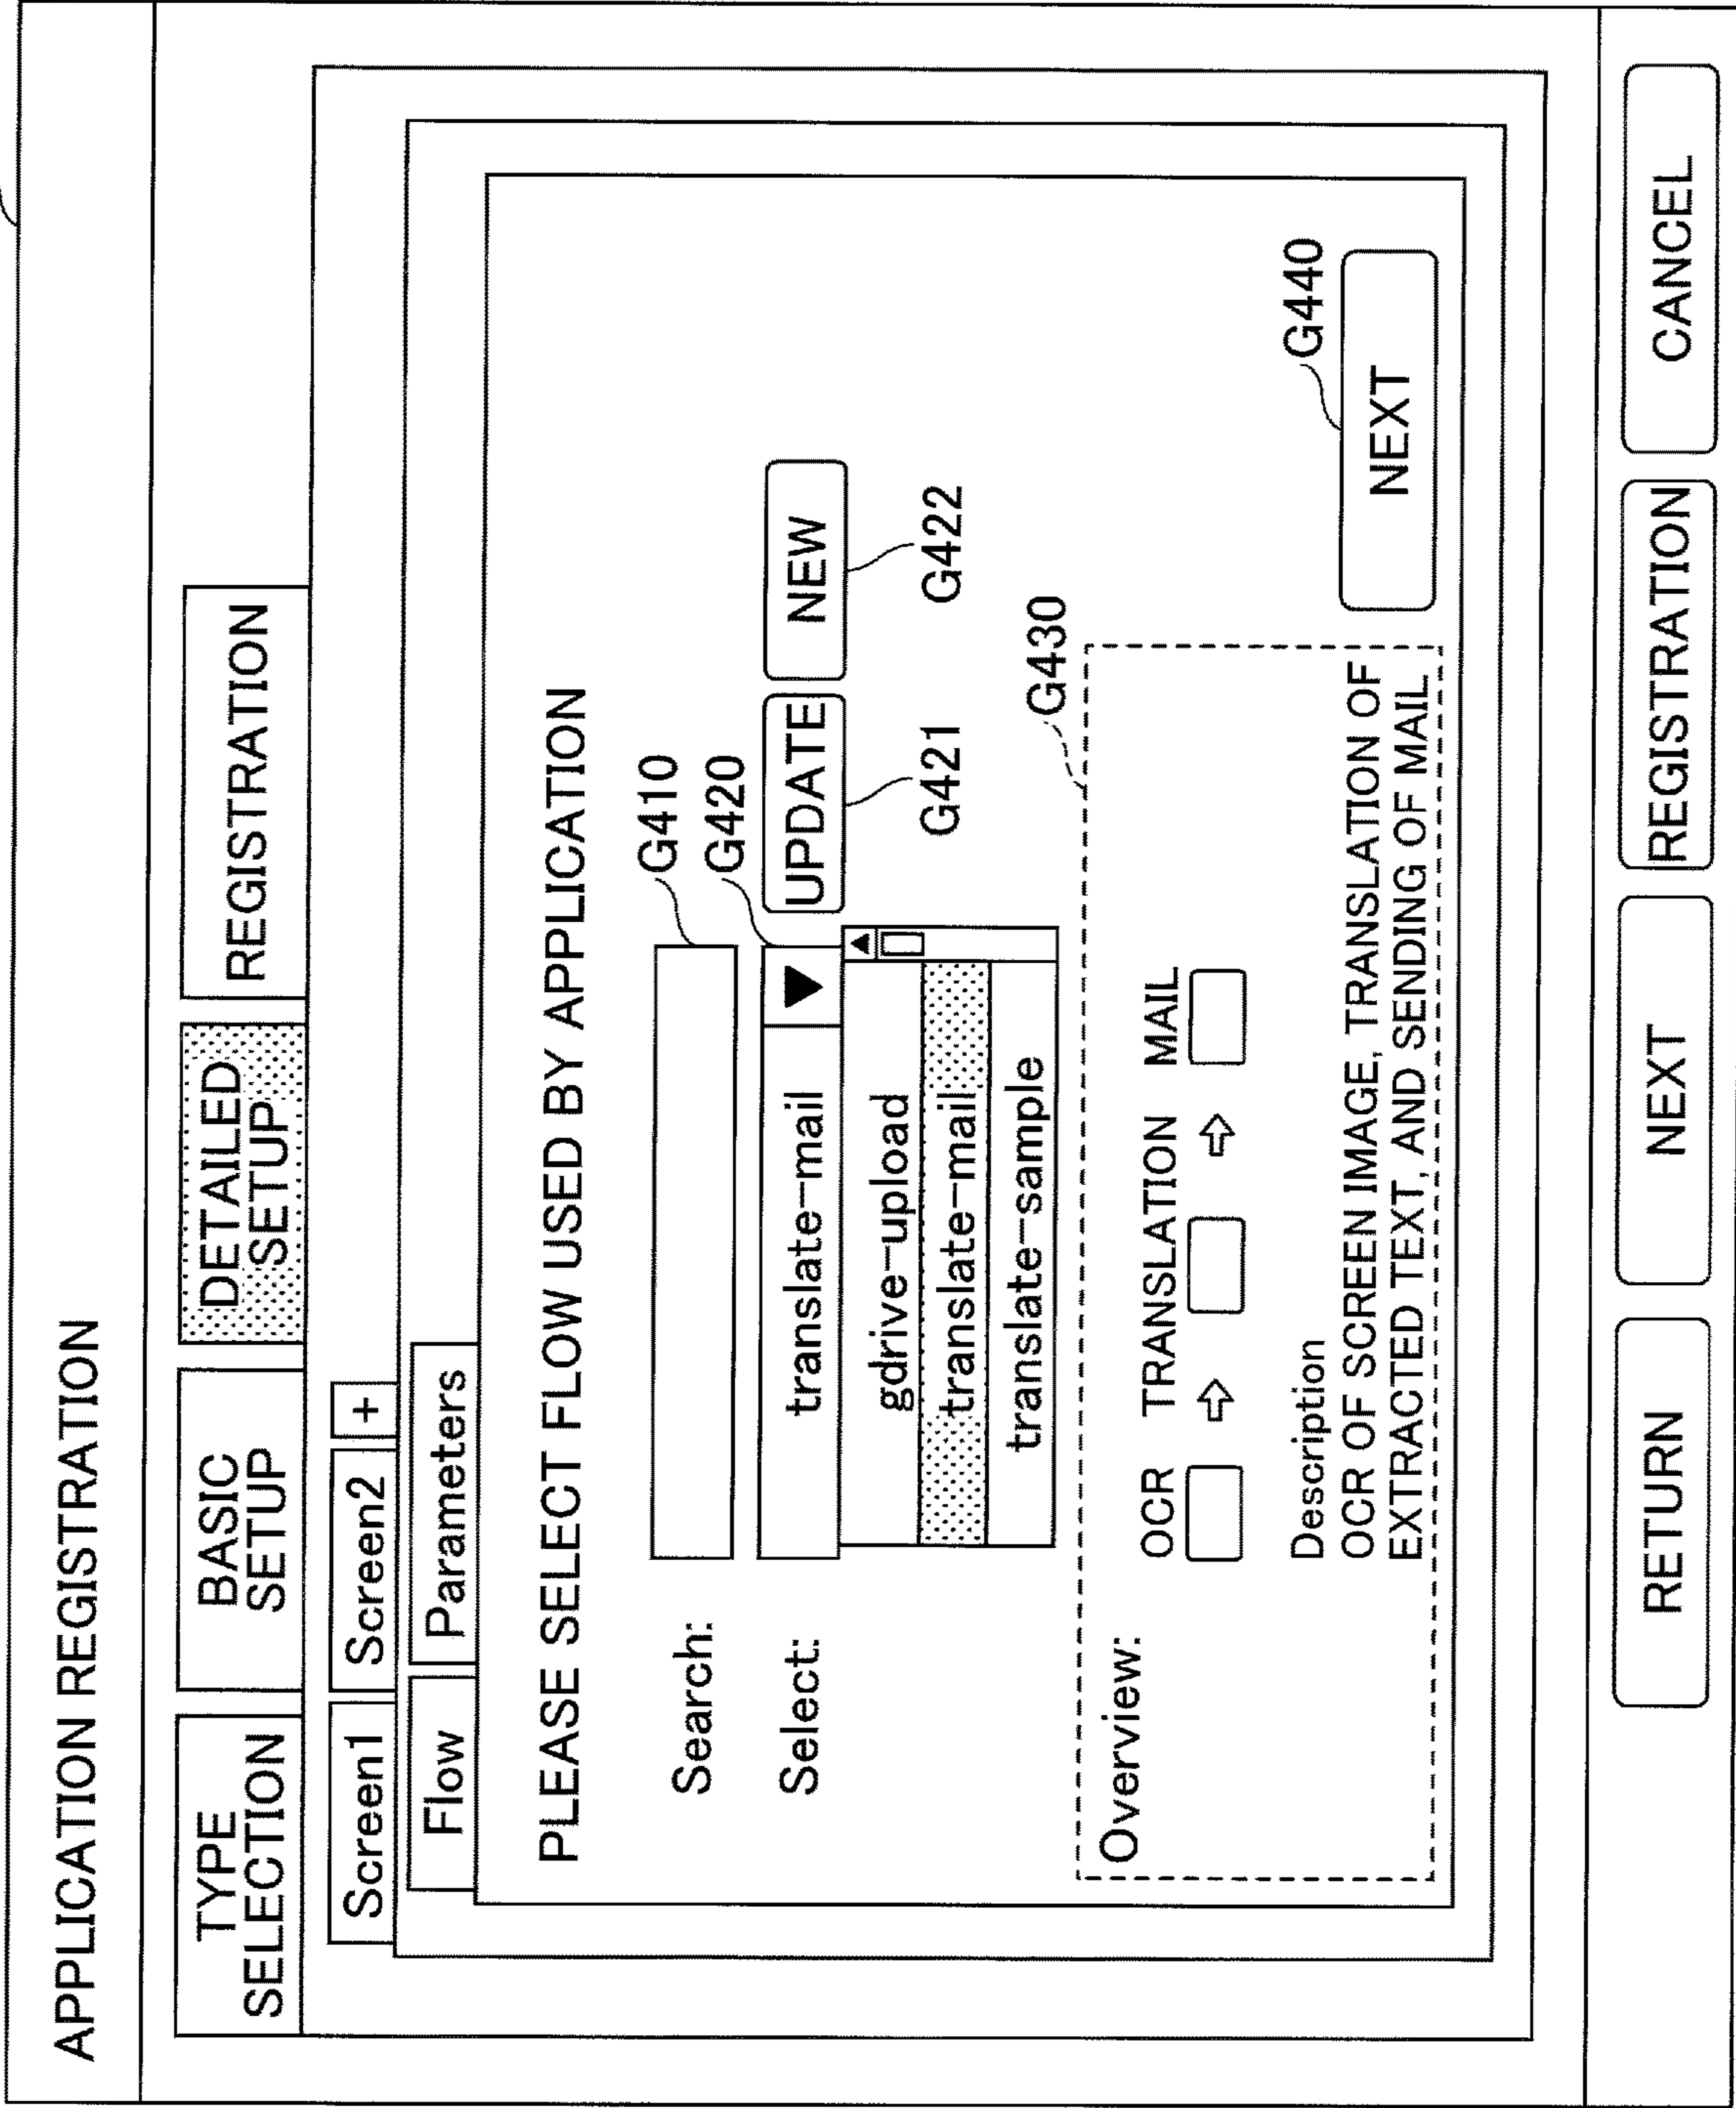 APPLICATION REGISTRATION
TYPE
SELECTION
BASIC
SETUP
DETAILED
SETUP
REGISTRATION
Screen1
Screen2
+
Flow
Parameters
PLEASE SELECT FLOW USED BY APPLICATION
Search:
G410
G420
Select:
translate-mail
▼
UPDATE
NEW
gdrive-upload
translate-mail
translate-sample
G421
G422
G430
Overview:
OCR TRANSLATION MAIL
Description
OCR OF SCREEN IMAGE, TRANSLATION OF
EXTRACTED TEXT, AND SENDING OF MAIL
G440
NEXT
RETURN
NEXT
REGISTRATION
CANCEL